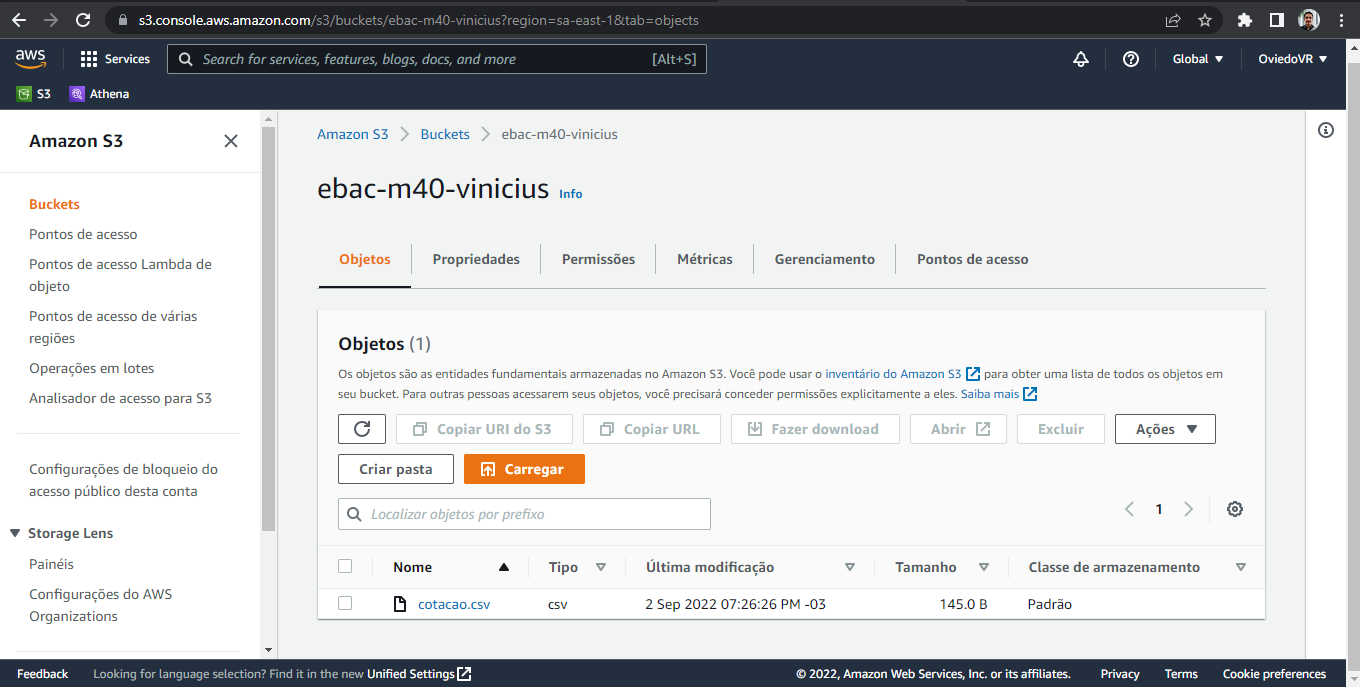 s3.console.aws.amazon.com/s3/buckets/ebac-m40-vinicius?region=sa-east-1&tab=objects
aws
Services
Search for services, features, blogs, docs, and more
[Alt+S]
Global
OviedoVR
S3
Athena
Amazon S3
Buckets
Pontos de acesso
Pontos de acesso Lambda de
objeto
Pontos de acesso de várias
regiões
Operações em lotes
Analisador de acesso para S3
Configurações de bloqueio do
acesso público desta conta
Storage Lens
Painéis
Configurações do AWS
Organizations
Amazon S3
Buckets
ebac-m40-vinicius
ebac-m40-vinicius
Info
Objetos
Propriedades
Permissões
Métricas
Gerenciamento
Pontos de acesso
Objetos (1)
Os objetos são as entidades fundamentais armazenadas no Amazon S3. Você pode usar o inventário do Amazon S3 para obter uma lista de todos os objetos em
seu bucket. Para outras pessoas acessarem seus objetos, você precisará conceder permissões explicitamente a eles. Saiba mais
Copiar URI do S3
Copiar URL
Fazer download
Abrir
Excluir
Ações
Criar pasta
Carregar
Localizar objetos por prefixo
1
Nome
Tipo
Última modificação
Tamanho
Classe de armazenamento
cotacao.csv
csv
2 Sep 2022 07:26:26 PM -03
145.0 B
Padrão
Feedback
Looking for language selection? Find it in the new Unified Settings
© 2022, Amazon Web Services, Inc. or its affiliates.
Privacy
Terms
Cookie preferences